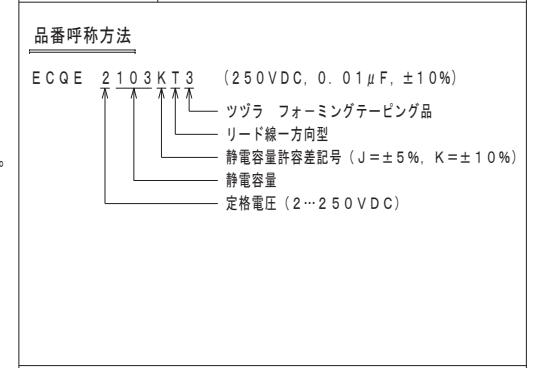 品番呼称方法
ECQE 2103KT3 (250VDC, 0.01μF, ±10%)
ツヅラ フォーミングテーピング品
リード線一方向型
静電容量許容差記号(J=±5%, K=±10%)
静電容量
定格電圧(2…250VDC)
。